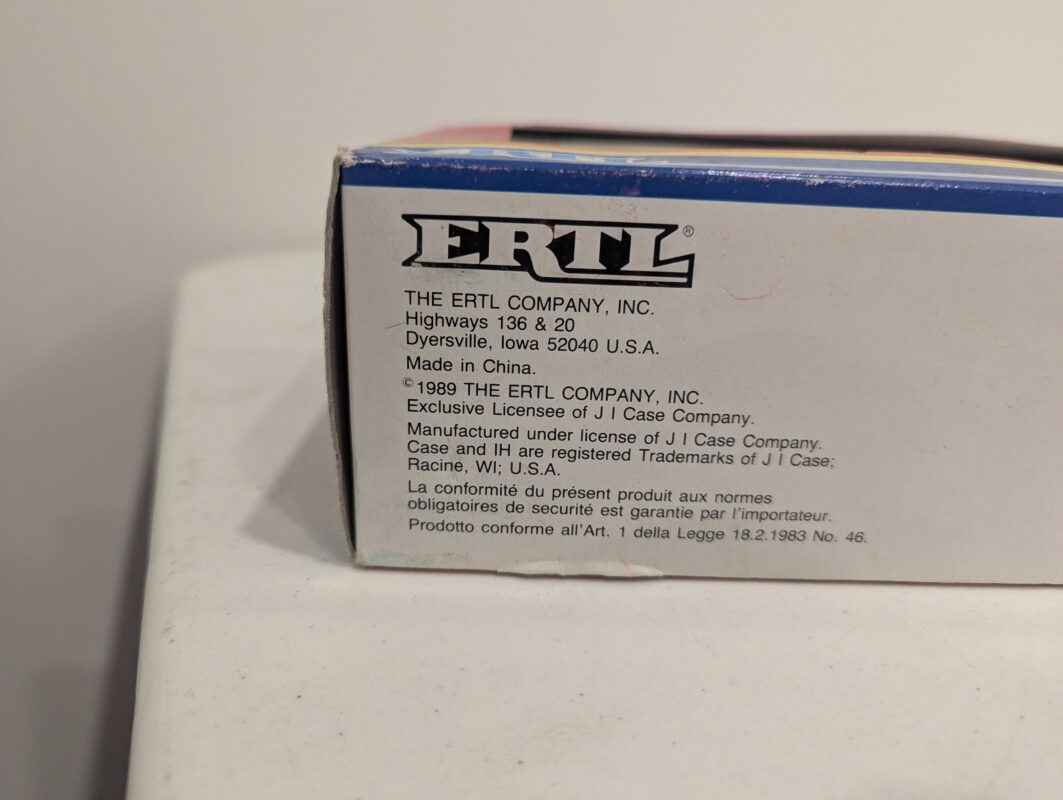 ERTL®
THE ERTL COMPANY, INC.
Highways 136 & 20
Dyersville, Iowa 52040 U.S.A.
Made in China.
©1989 THE ERTL COMPANY, INC.
Exclusive Licensee of J I Case Company.
Manufactured under license of J I Case Company.
Case and IH are registered Trademarks of J I Case;
Racine, WI; U.S.A.
La conformité du présent produit aux normes
obligatoires de securité est garantie par l'importateur.
Prodotto conforme all'Art. 1 della Legge 18.2.1983 No. 46.